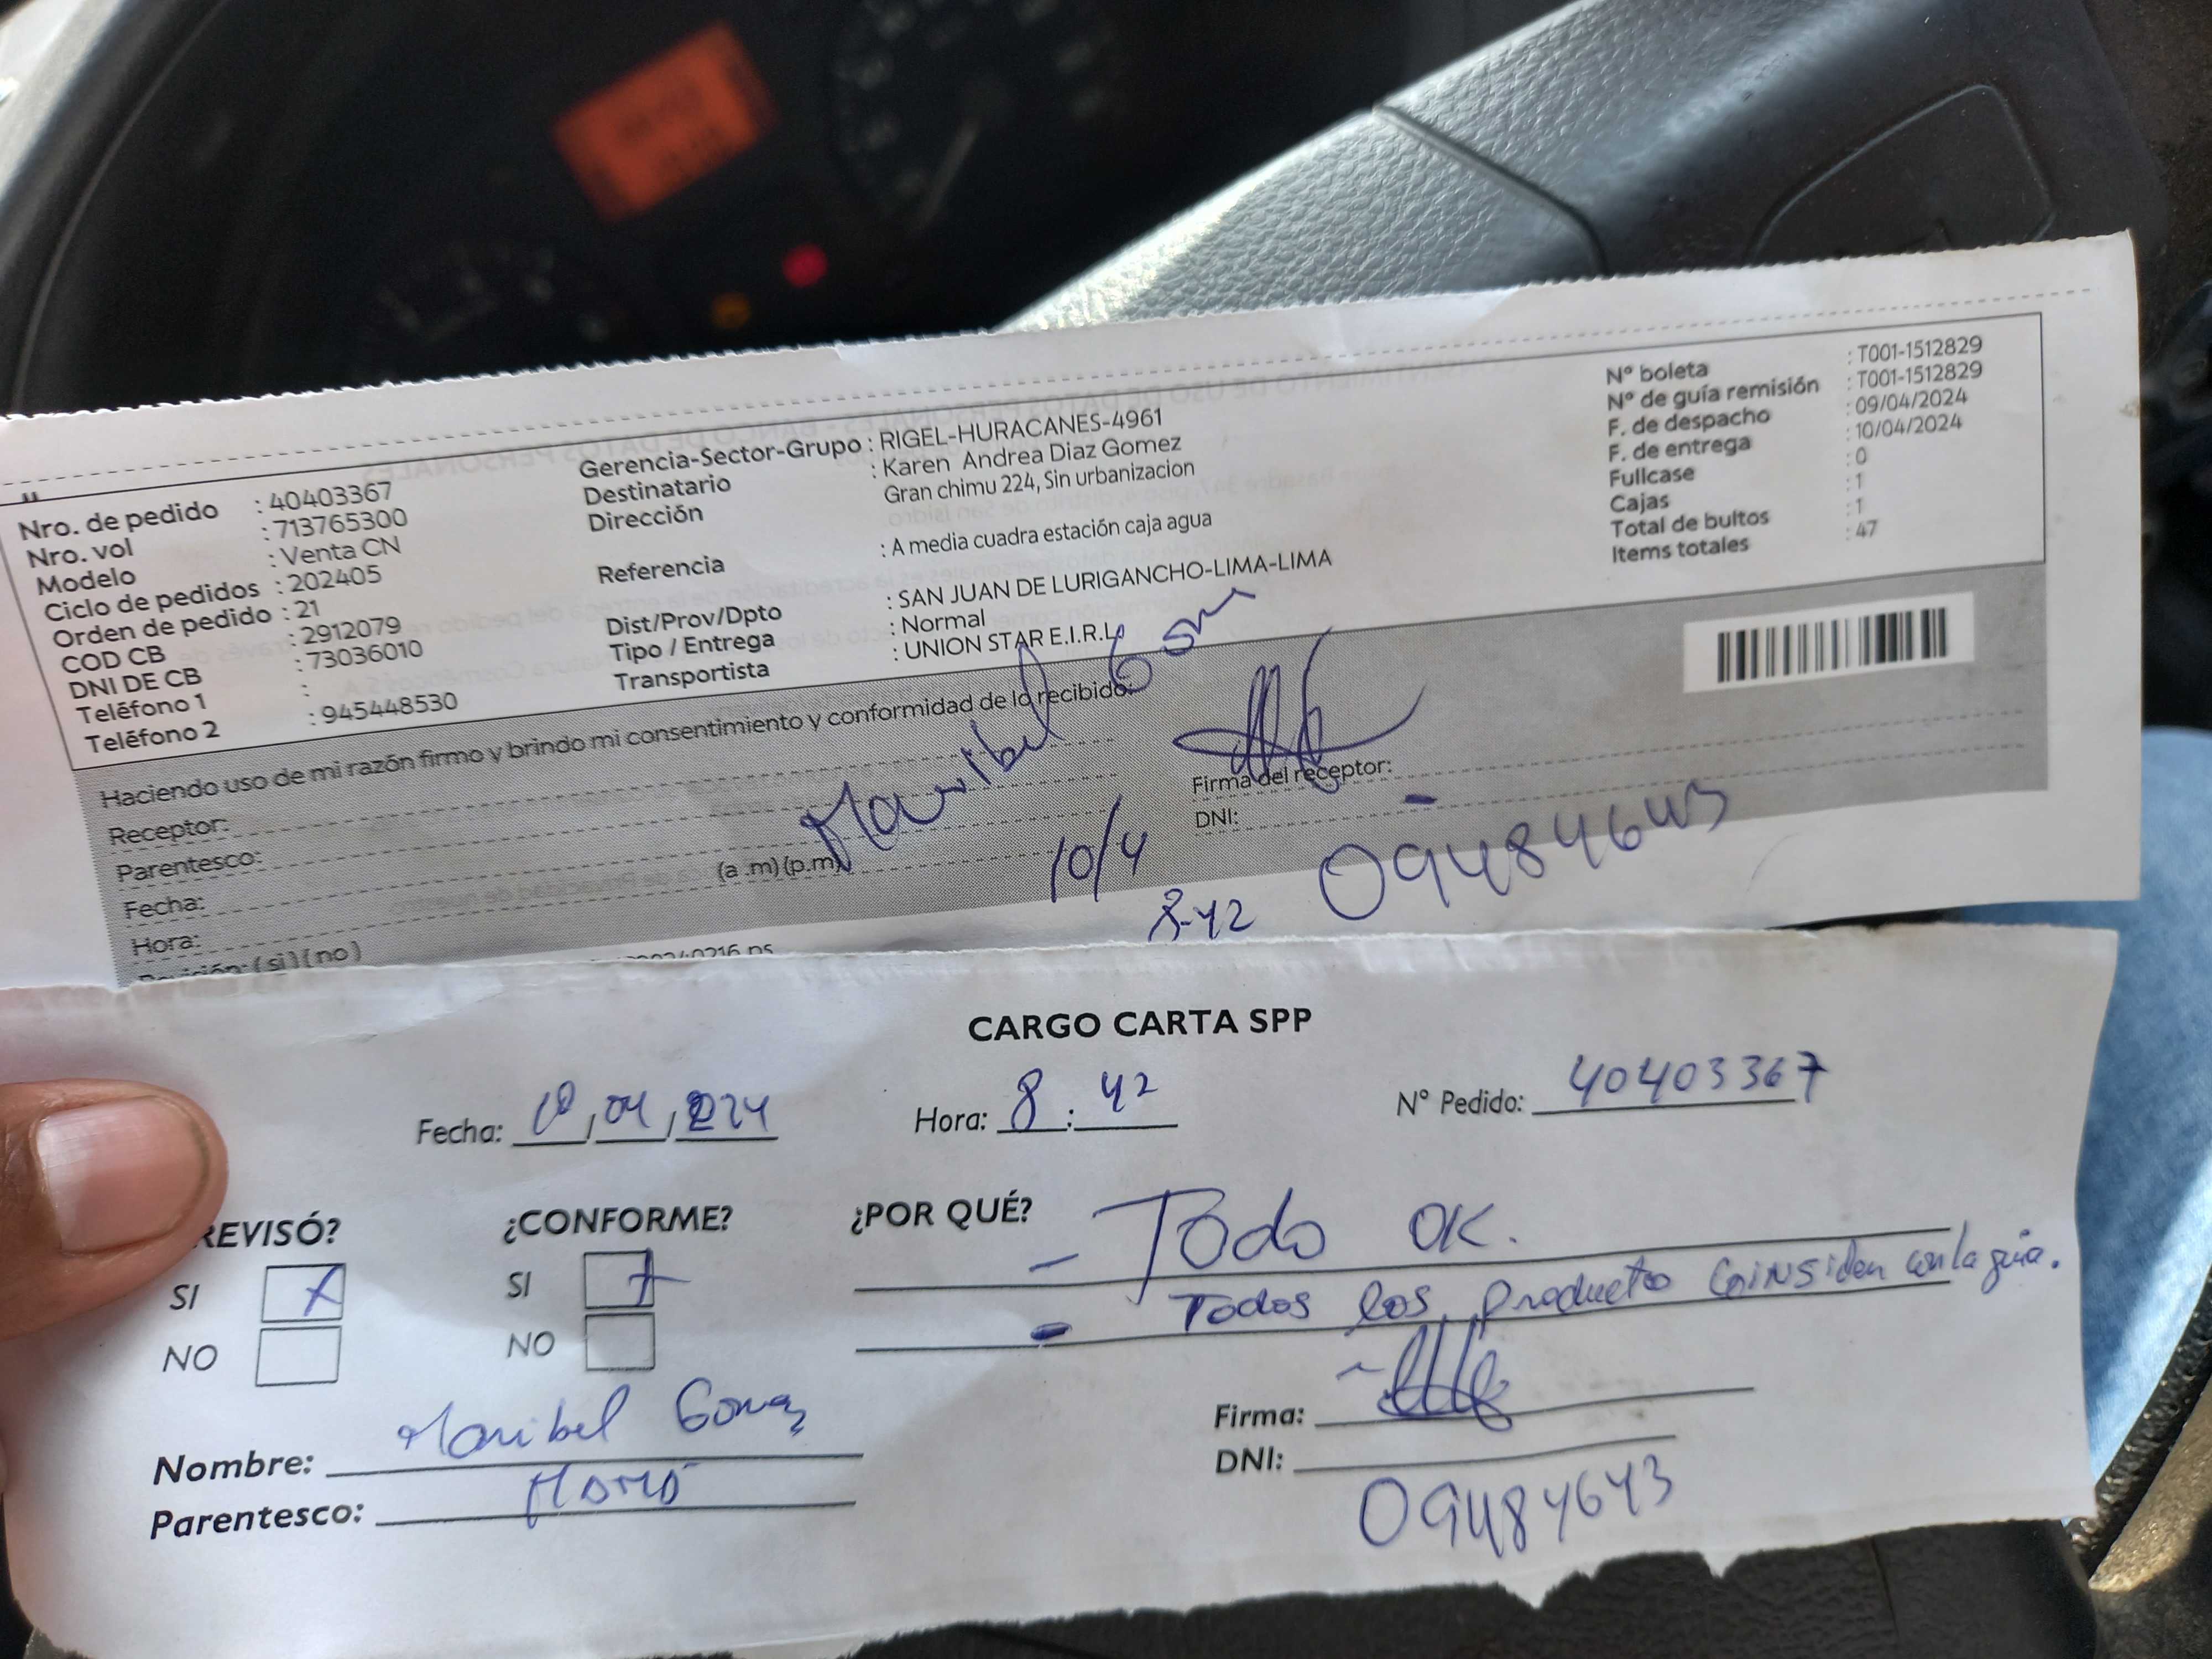 Nro. de pedido : 40403367
Nro. vol : 713765300
Modelo : Venta CN
Ciclo de pedidos : 202405
Orden de pedido : 21
COD CB : 2912079
DNI DE CB : 73036010
Teléfono 1 :
Teléfono 2 : 945448530
Gerencia-Sector-Grupo : RIGEL-HURACANES-4961
Destinatario : Karen Andrea Diaz Gomez
Dirección Gran chimu 224, Sin urbanizacion
Referencia : A media cuadra estación caja agua
Dist/Prov/Dpto : SAN JUAN DE LURIGANCHO-LIMA-LIMA
Tipo / Entrega : Normal
Transportista : UNION STAR E.I.R.L
Nº boleta : T001-1512829
Nº de guía remisión : T001-1512829
F. de despacho : 09/04/2024
F. de entrega : 10/04/2024
Fullcase : 0
Cajas : 1
Total de bultos : 1
Items totales : 47
Haciendo uso de mi razón firmo y brindo mi consentimiento y conformidad de lo recibido:
Receptor: Maribel
Parentesco:
Fecha: 10/4
Hora: (a .m) (p.m) 8-42
Revisión: (si) (no)
Firma del receptor:
DNI: 09484643
CARGO CARTA SPP
Fecha: 10,04,2024 Hora: 8:42 N° Pedido: 40403367
REVISÓ? ¿CONFORME? ¿POR QUÉ? - Todo OK.
SI x SI x - Todos los Producto Coinsiden con la guia.
NO NO
Nombre: Maribel Gomez
Parentesco: Mamá
Firma:
DNI: 09484643